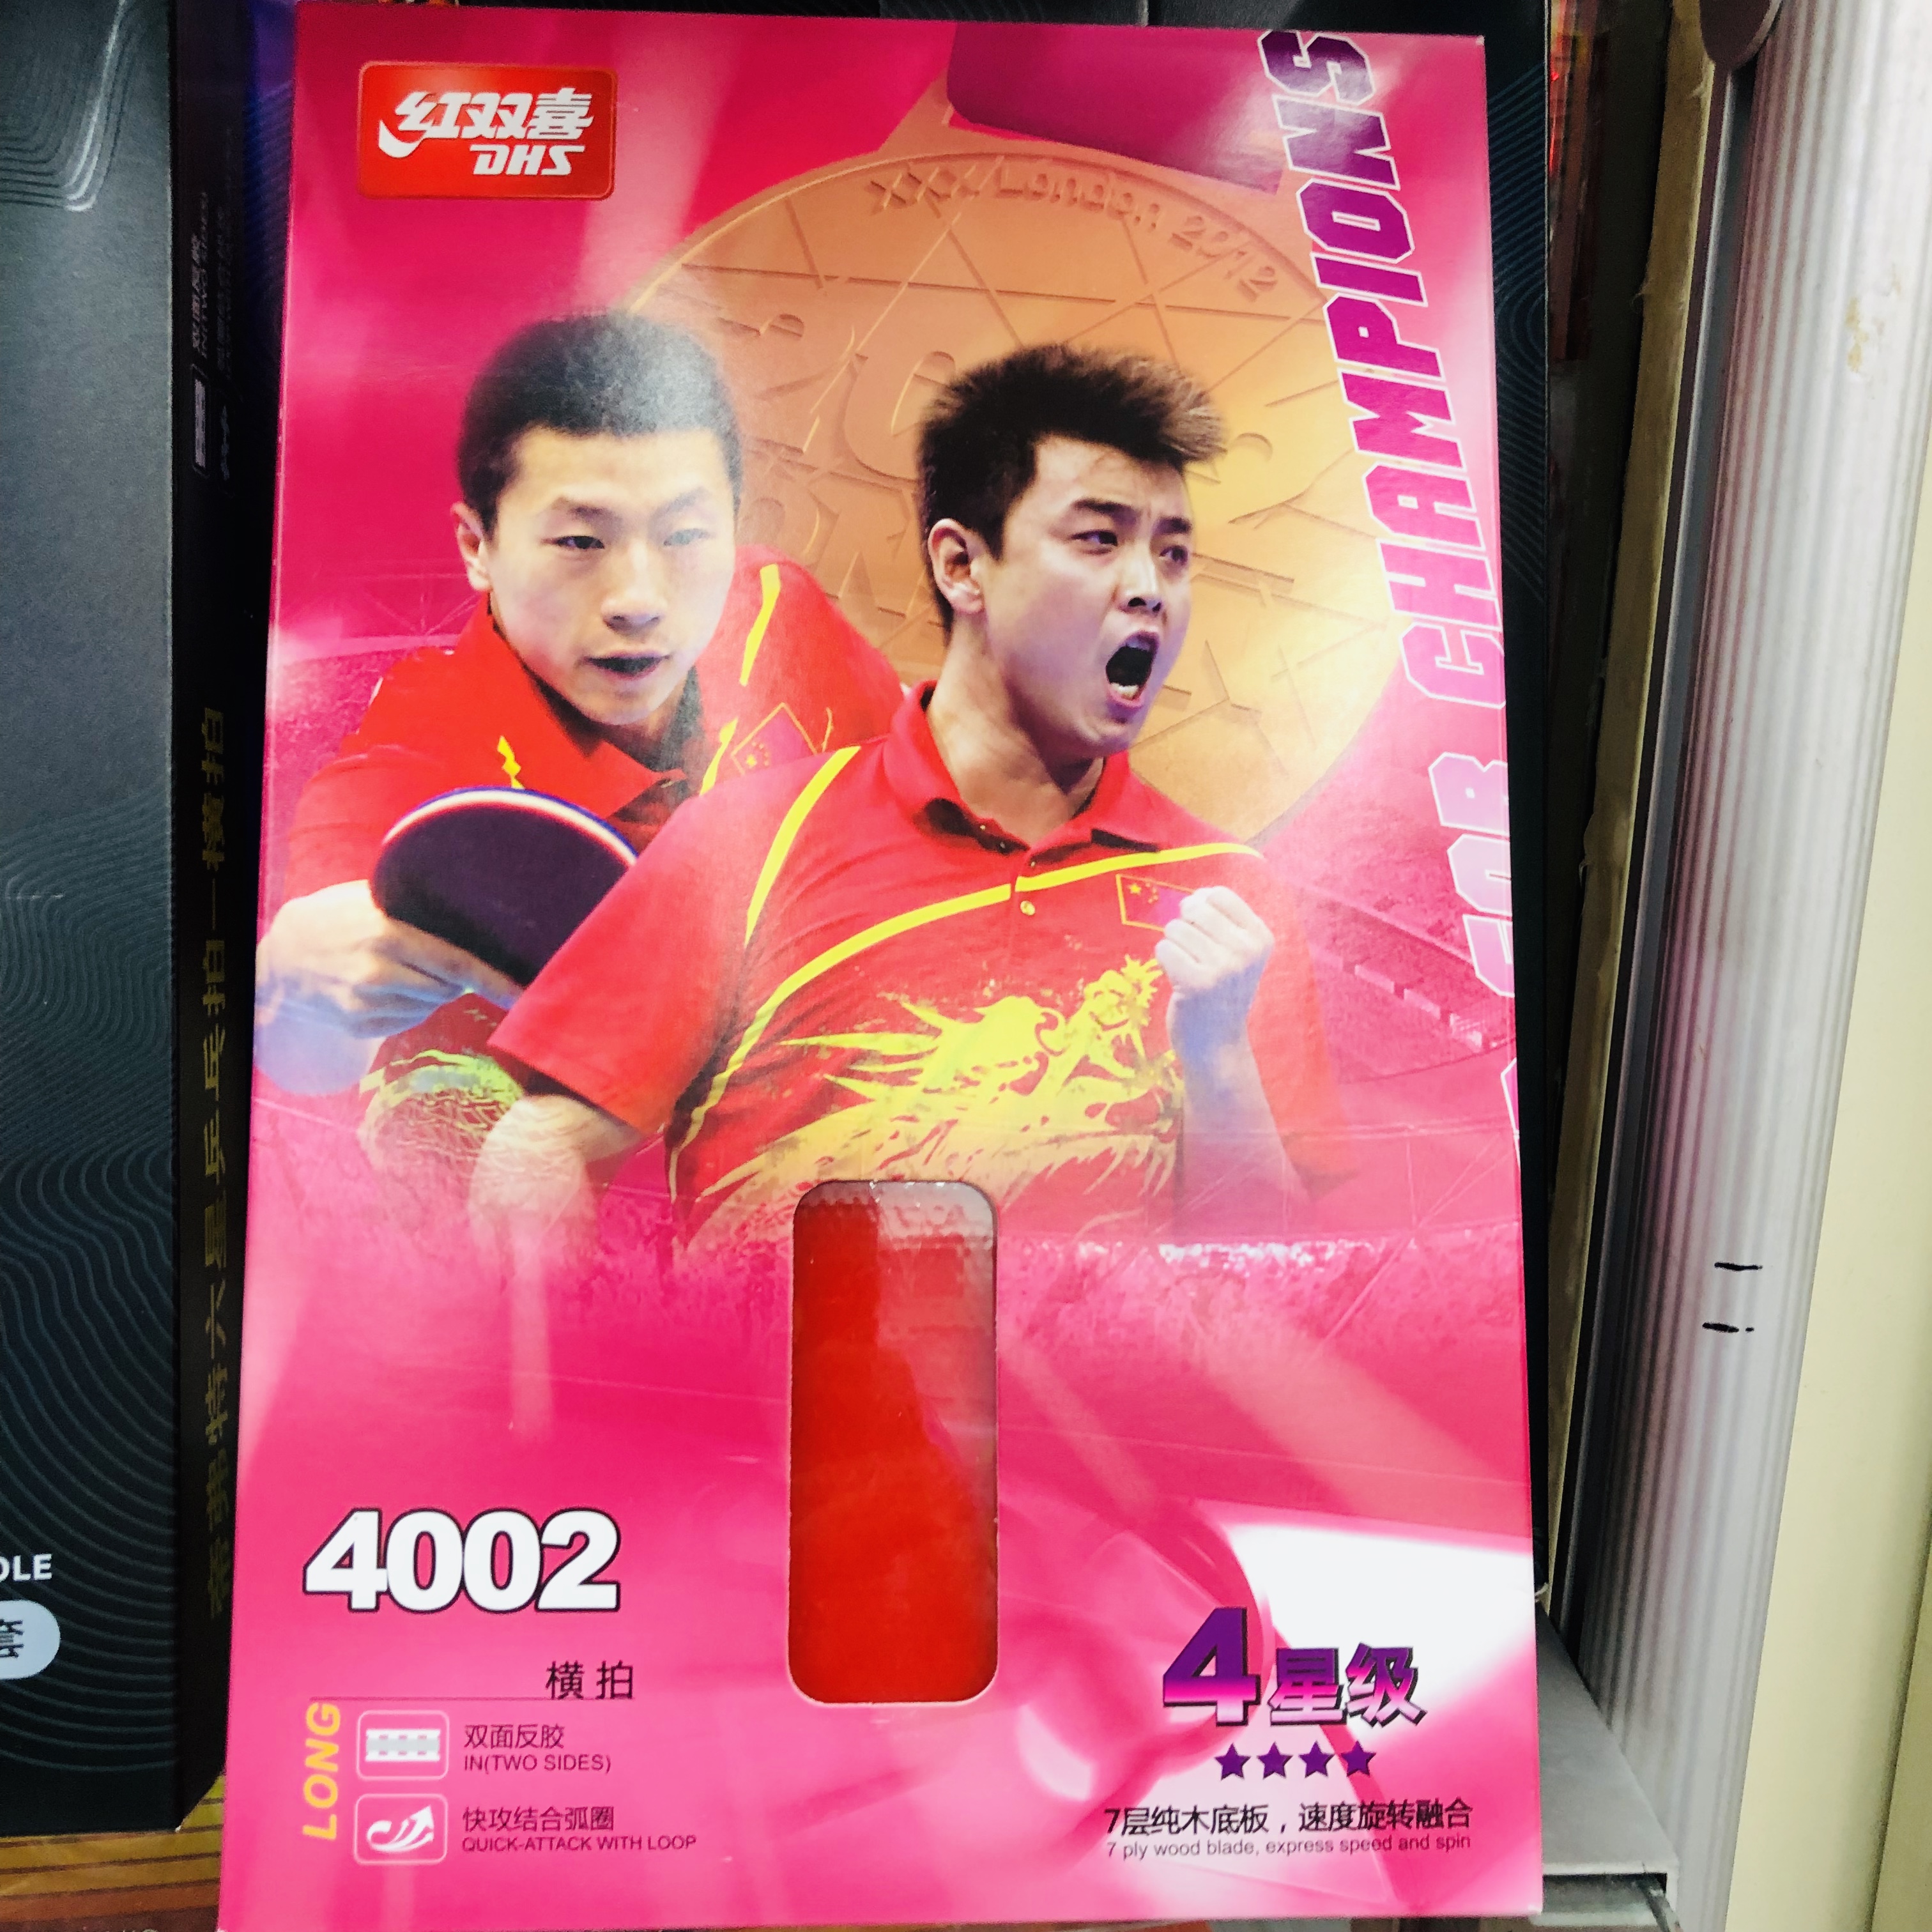 红双喜
DHS
XXX London 2012
FOR CHAMPIONS
4002
横拍
LONG
双面反胶
IN(TWO SIDES)
快攻结合弧圈
QUICK-ATTACK WITH LOOP
4星级
7层纯木底板，速度旋转融合
7 ply wood blade, express speed and spin